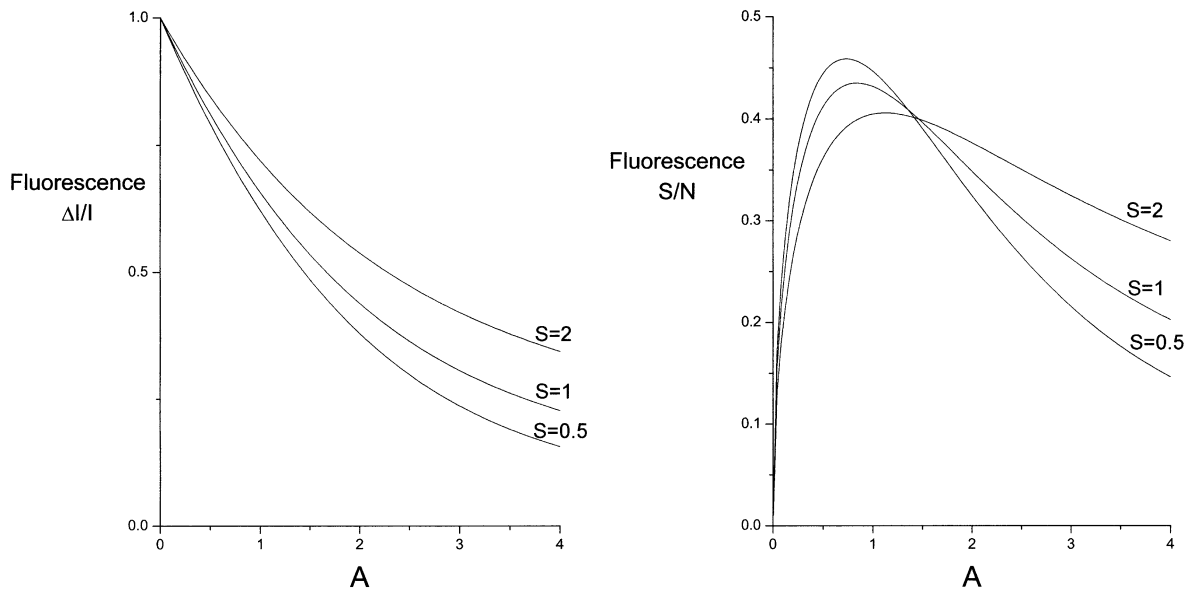 1.0
Fluorescence
ΔI/I
0.5
S=2
S=1
S=0.5
0.0
0 1 2 3 4
A
0.5
0.4
Fluorescence
S/N
0.3
S=2
S=1
0.2
S=0.5
0.1
0.0
0 1 2 3 4
A